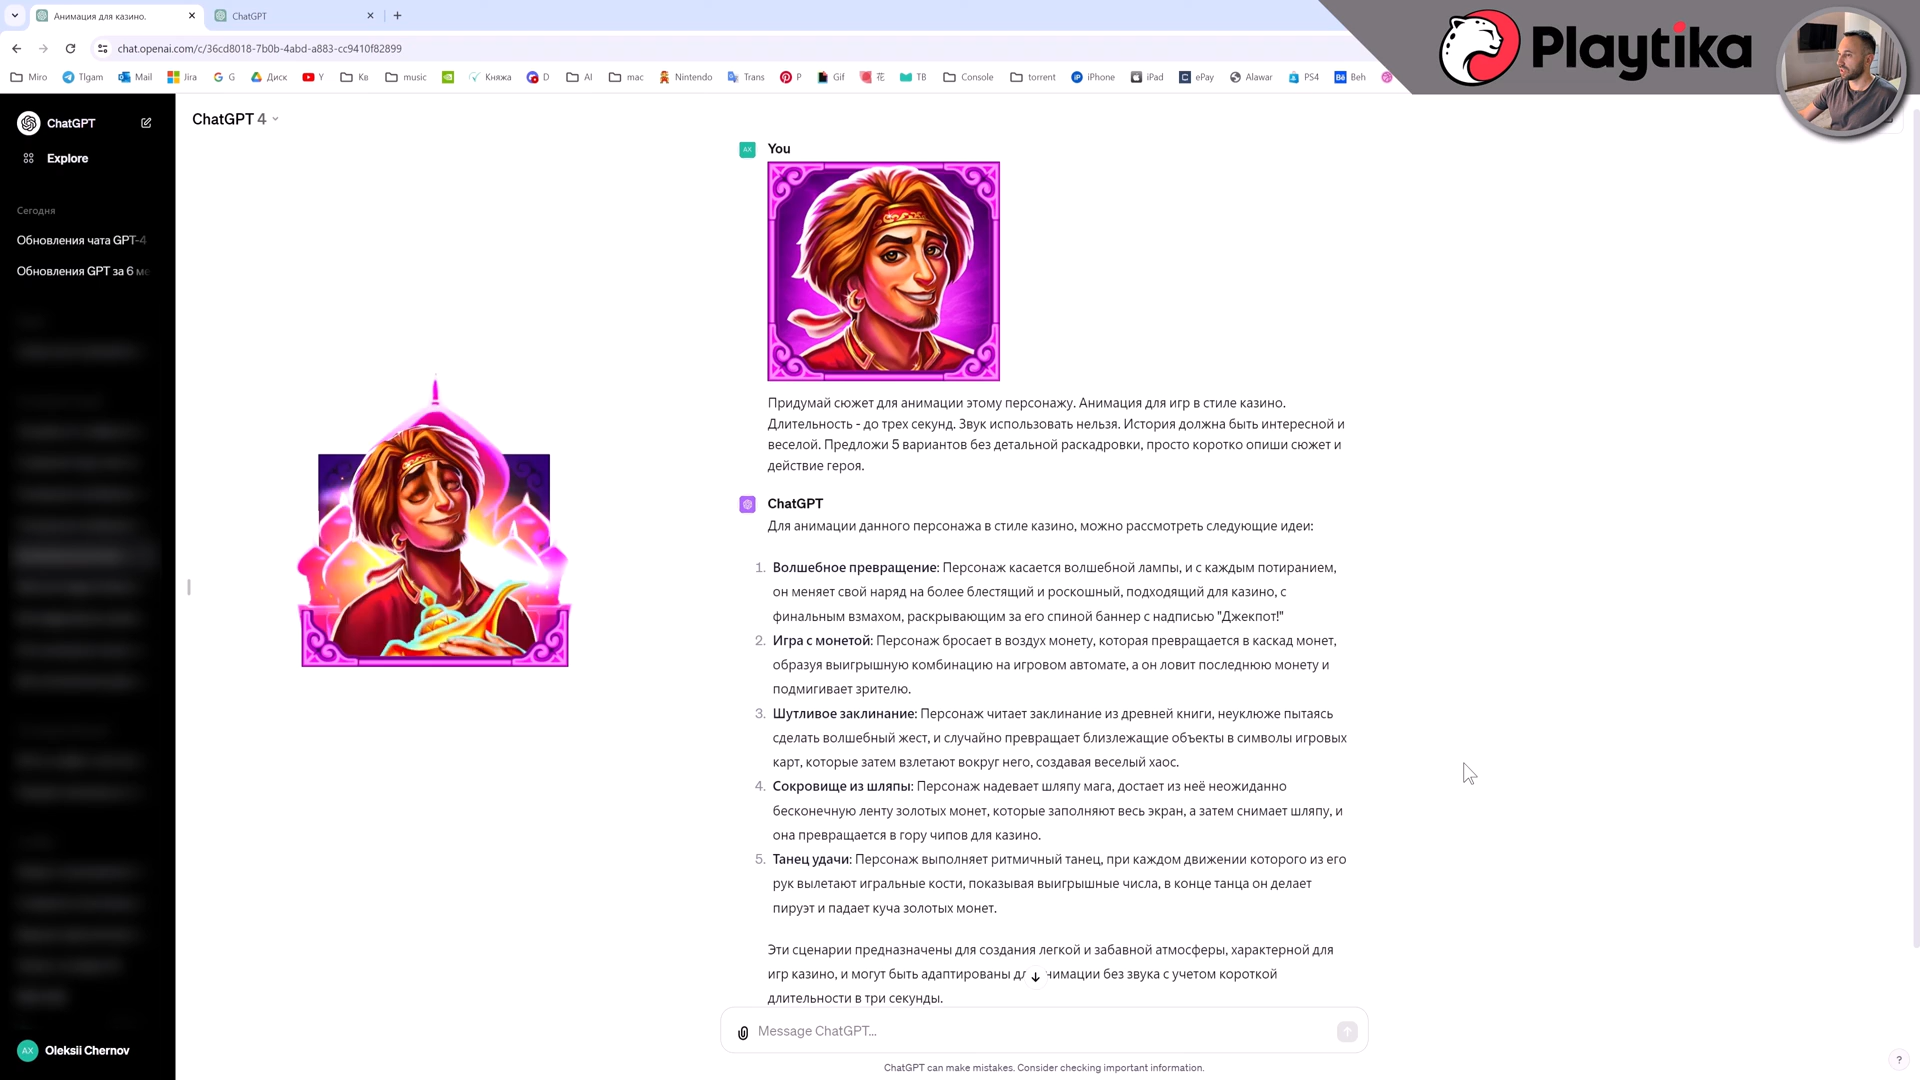 Анимация для казино.
ChatGPT
chat.openai.com/c/36cd8018-7b0b-4abd-a883-cc9410f82899
Playtika
Miro
Tlgam
Mail
Jira
G
Диск
Y
Кв
music
Княжа
D
AI
mac
Nintendo
Trans
P
Gif
花
ТВ
Console
torrent
iPhone
iPad
ePay
Alawar
PS4
Beh
ChatGPT
Explore
Сегодня
Обновления чата GPT-4
Обновления GPT за 6 ме
AX Oleksii Chernov
ChatGPT 4
AX You
Придумай сюжет для анимации этому персонажу. Анимация для игр в стиле казино.
Длительность - до трех секунд. Звук использовать нельзя. История должна быть интересной и
веселой. Предложи 5 вариантов без детальной раскадровки, просто коротко опиши сюжет и
действие героя.
ChatGPT
Для анимации данного персонажа в стиле казино, можно рассмотреть следующие идеи:
1. Волшебное превращение: Персонаж касается волшебной лампы, и с каждым потиранием,
он меняет свой наряд на более блестящий и роскошный, подходящий для казино, с
финальным взмахом, раскрывающим за его спиной баннер с надписью "Джекпот!"
2. Игра с монетой: Персонаж бросает в воздух монету, которая превращается в каскад монет,
образуя выигрышную комбинацию на игровом автомате, а он ловит последнюю монету и
подмигивает зрителю.
3. Шутливое заклинание: Персонаж читает заклинание из древней книги, неуклюже пытаясь
сделать волшебный жест, и случайно превращает близлежащие объекты в символы игровых
карт, которые затем взлетают вокруг него, создавая веселый хаос.
4. Сокровище из шляпы: Персонаж надевает шляпу мага, достает из неё неожиданно
бесконечную ленту золотых монет, которые заполняют весь экран, а затем снимает шляпу, и
она превращается в гору чипов для казино.
5. Танец удачи: Персонаж выполняет ритмичный танец, при каждом движении которого из его
рук вылетают игральные кости, показывая выигрышные числа, в конце танца он делает
пируэт и падает куча золотых монет.
Эти сценарии предназначены для создания легкой и забавной атмосферы, характерной для
игр казино, и могут быть адаптированы для анимации без звука с учетом короткой
длительности в три секунды.
Message ChatGPT...
ChatGPT can make mistakes. Consider checking important information.
?